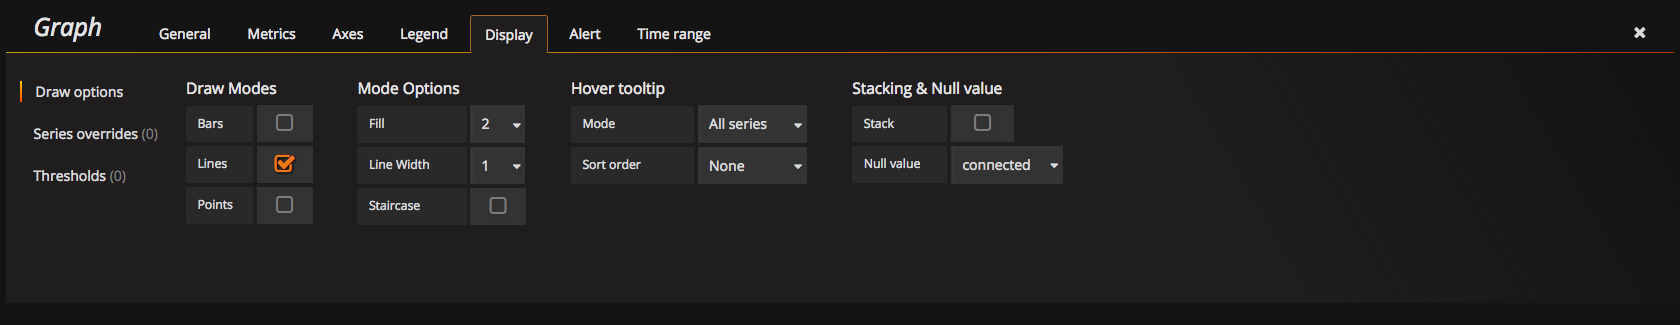 Graph
General
Metrics
Axes
Legend
Display
Alert
Time range
Draw options
Series overrides (0)
Thresholds (0)
Draw Modes
Bars
Lines
Points
Mode Options
Fill 2
Line Width 1
Staircase
Hover tooltip
Mode All series
Sort order None
Stacking & Null value
Stack
Null value connected